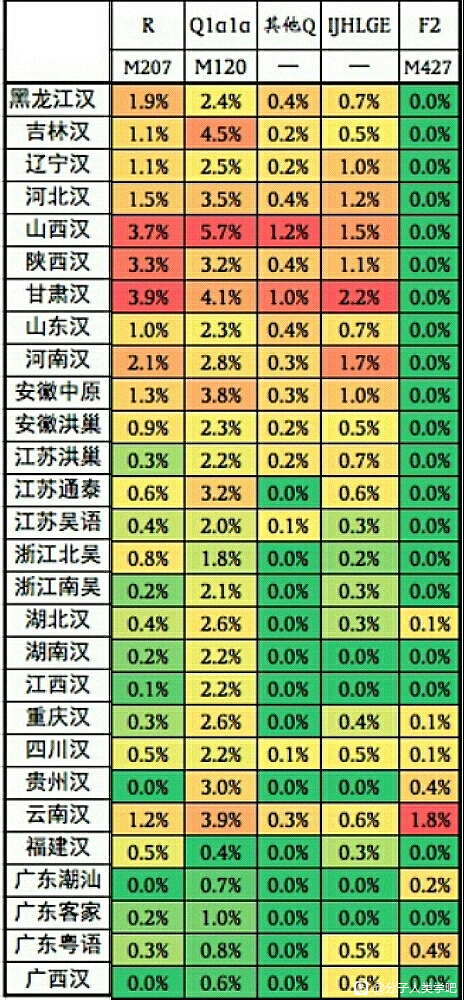 R Q1a1a 其他Q IJHLGE F2
M207 M120 — — M427
黑龙江汉 1.9% 2.4% 0.4% 0.7% 0.0%
吉林汉 1.1% 4.5% 0.2% 0.5% 0.0%
辽宁汉 1.1% 2.5% 0.2% 1.0% 0.0%
河北汉 1.5% 3.5% 0.4% 1.2% 0.0%
山西汉 3.7% 5.7% 1.2% 1.5% 0.0%
陕西汉 3.3% 3.2% 0.4% 1.1% 0.0%
甘肃汉 3.9% 4.1% 1.0% 2.2% 0.0%
山东汉 1.0% 2.3% 0.4% 0.7% 0.0%
河南汉 2.1% 2.8% 0.3% 1.7% 0.0%
安徽中原 1.3% 3.8% 0.3% 1.0% 0.0%
安徽洪巢 0.9% 2.3% 0.2% 0.5% 0.0%
江苏洪巢 0.3% 2.2% 0.2% 0.7% 0.0%
江苏通泰 0.6% 3.2% 0.0% 0.6% 0.0%
江苏吴语 0.4% 2.0% 0.1% 0.3% 0.0%
浙江北吴 0.8% 1.8% 0.0% 0.2% 0.0%
浙江南吴 0.2% 2.1% 0.0% 0.3% 0.0%
湖北汉 0.4% 2.6% 0.0% 0.3% 0.1%
湖南汉 0.2% 2.2% 0.0% 0.0% 0.0%
江西汉 0.1% 2.2% 0.0% 0.0% 0.0%
重庆汉 0.3% 2.6% 0.0% 0.4% 0.1%
四川汉 0.5% 2.2% 0.1% 0.5% 0.1%
贵州汉 0.0% 3.0% 0.0% 0.0% 0.4%
云南汉 1.2% 3.9% 0.3% 0.6% 1.8%
福建汉 0.5% 0.4% 0.0% 0.3% 0.0%
广东潮汕 0.0% 0.7% 0.0% 0.0% 0.2%
广东客家 0.2% 1.0% 0.0% 0.0% 0.0%
广东粤语 0.3% 0.8% 0.0% 0.5% 0.4%
广西汉 0.0% 0.6% 0.0% 0.6% 0.0%
@分子人类学吧